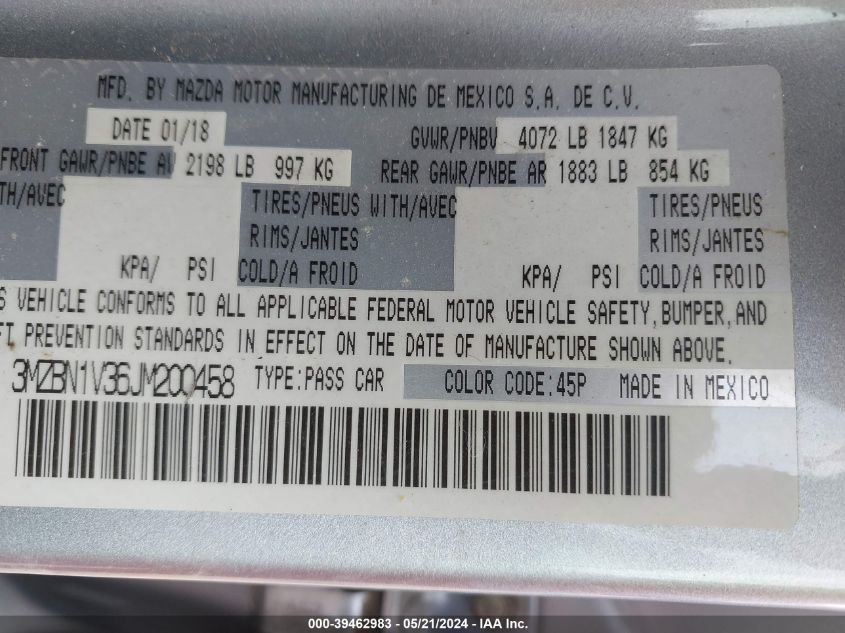 MFD. BY MAZDA MOTOR MANUFACTURING DE MEXICO S.A. DE C.V.
DATE 01/18 GVWR/PNBV 4072 LB 1847 KG
FRONT GAWR/PNBE AV 2198 LB 997 KG REAR GAWR/PNBE AR 1883 LB 854 KG
TH/AVEC TIRES/PNEUS WITH/AVEC TIRES/PNEUS
RIMS/JANTES RIMS/JANTES
KPA/ PSI COLD/A FROID KPA/ PSI COLD/A FROID
S VEHICLE CONFORMS TO ALL APPLICABLE FEDERAL MOTOR VEHICLE SAFETY, BUMPER, AND
FT PREVENTION STANDARDS IN EFFECT ON THE DATE OF MANUFACTURE SHOWN ABOVE.
3MZBN1V36JM200458 TYPE:PASS CAR COLOR CODE:45P MADE IN MEXICO
000-39462983 - 05/21/2024 - IAA Inc.